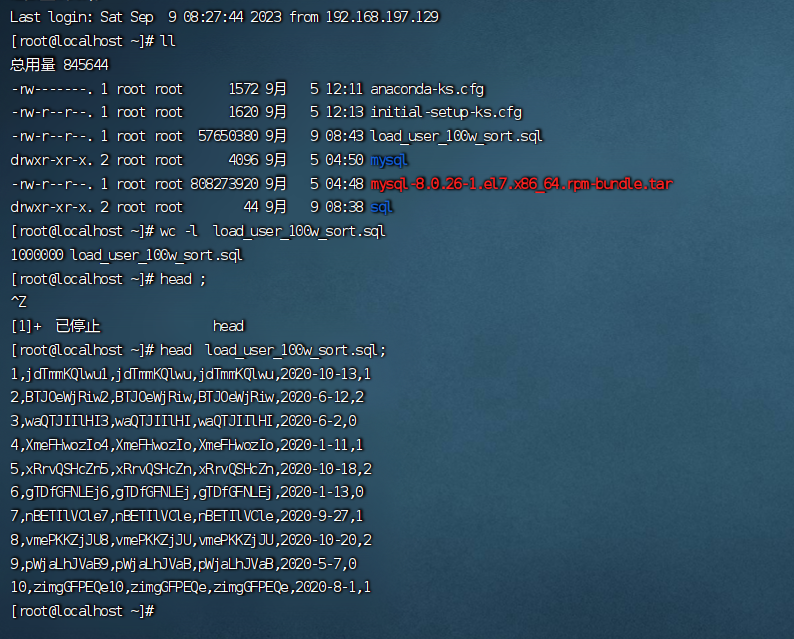 Last login: Sat Sep  9 08:27:44 2023 from 192.168.197.129
[root@localhost ~]# ll
总用量 845644
-rw-------. 1 root root      1572 9月   5 12:11 anaconda-ks.cfg
-rw-r--r--. 1 root root      1620 9月   5 12:13 initial-setup-ks.cfg
-rw-r--r--. 1 root root  57650380 9月   9 08:43 load_user_100w_sort.sql
drwxr-xr-x. 2 root root      4096 9月   5 04:50 mysql
-rw-r--r--. 1 root root 808273920 9月   5 04:48 mysql-8.0.26-1.el7.x86_64.rpm-bundle.tar
drwxr-xr-x. 2 root root        44 9月   9 08:38 sql
[root@localhost ~]# wc -l  load_user_100w_sort.sql
1000000 load_user_100w_sort.sql
[root@localhost ~]# head ;
^Z
[1]+  已停止               head
[root@localhost ~]# head  load_user_100w_sort.sql;
1,jdTmmKQlwu1,jdTmmKQlwu,jdTmmKQlwu,2020-10-13,1
2,BTJOeWjRiw2,BTJOeWjRiw,BTJOeWjRiw,2020-6-12,2
3,waQTJIIlHI3,waQTJIIlHI,waQTJIIlHI,2020-6-2,0
4,XmeFHwozIo4,XmeFHwozIo,XmeFHwozIo,2020-1-11,1
5,xRrvQSHcZn5,xRrvQSHcZn,xRrvQSHcZn,2020-10-18,2
6,gTDfGFNLEj6,gTDfGFNLEj,gTDfGFNLEj,2020-1-13,0
7,nBETIlVCle7,nBETIlVCle,nBETIlVCle,2020-9-27,1
8,vmePKKZjJU8,vmePKKZjJU,vmePKKZjJU,2020-10-20,2
9,pWjaLhJVaB9,pWjaLhJVaB,pWjaLhJVaB,2020-5-7,0
10,zimgGFPEQe10,zimgGFPEQe,zimgGFPEQe,2020-8-1,1
[root@localhost ~]#